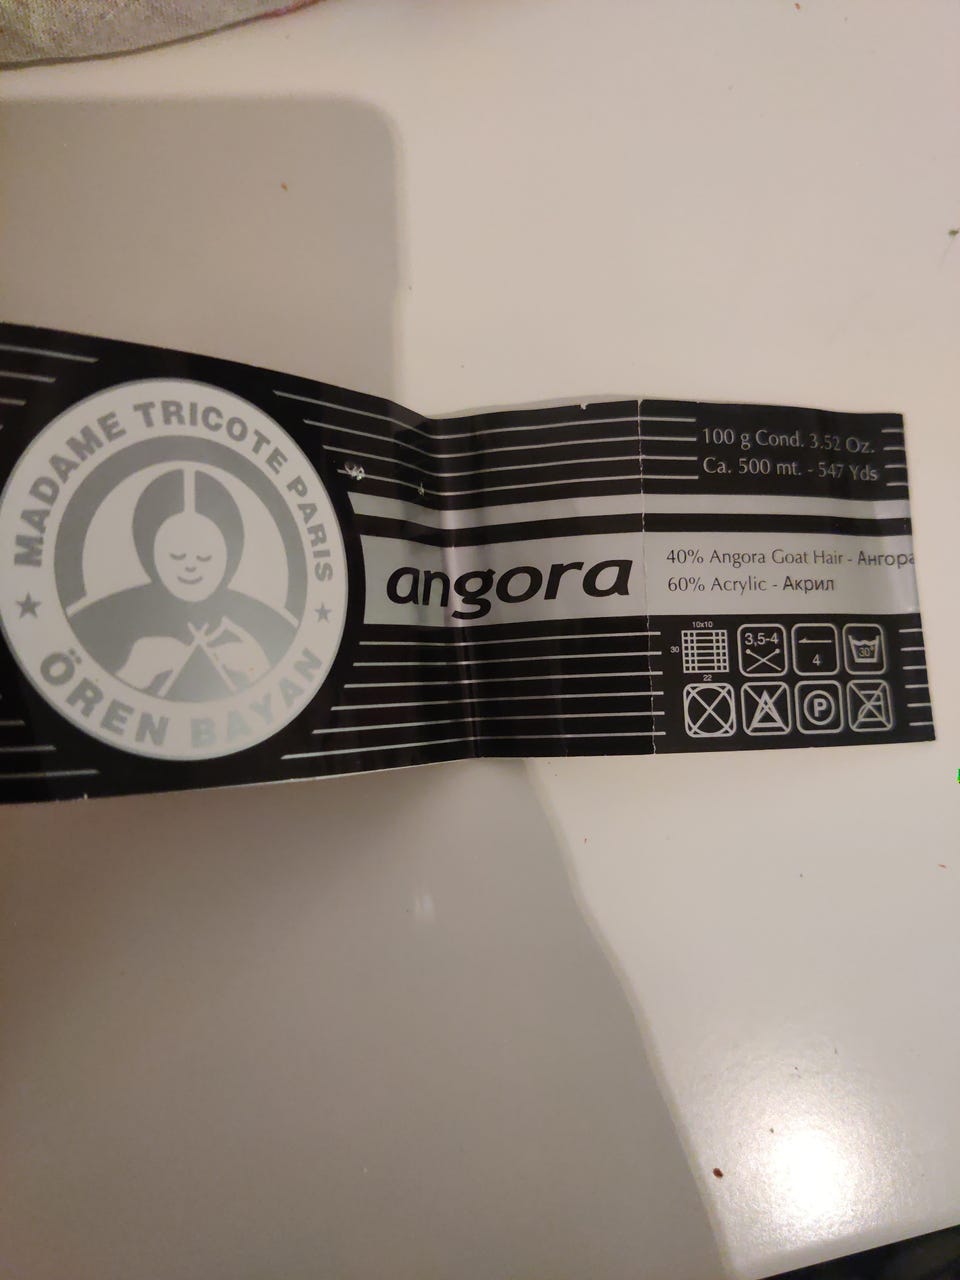 MADAME TRICOTE PARIS
ÖREN BAYAN
angora
100 g Cond. 3.52 Oz.
Ca. 500 mt. - 547 Yds
40% Angora Goat Hair - Ангора
60% Acrylic - Акрил
10x10
30
22
3,5-4
4
30°
P